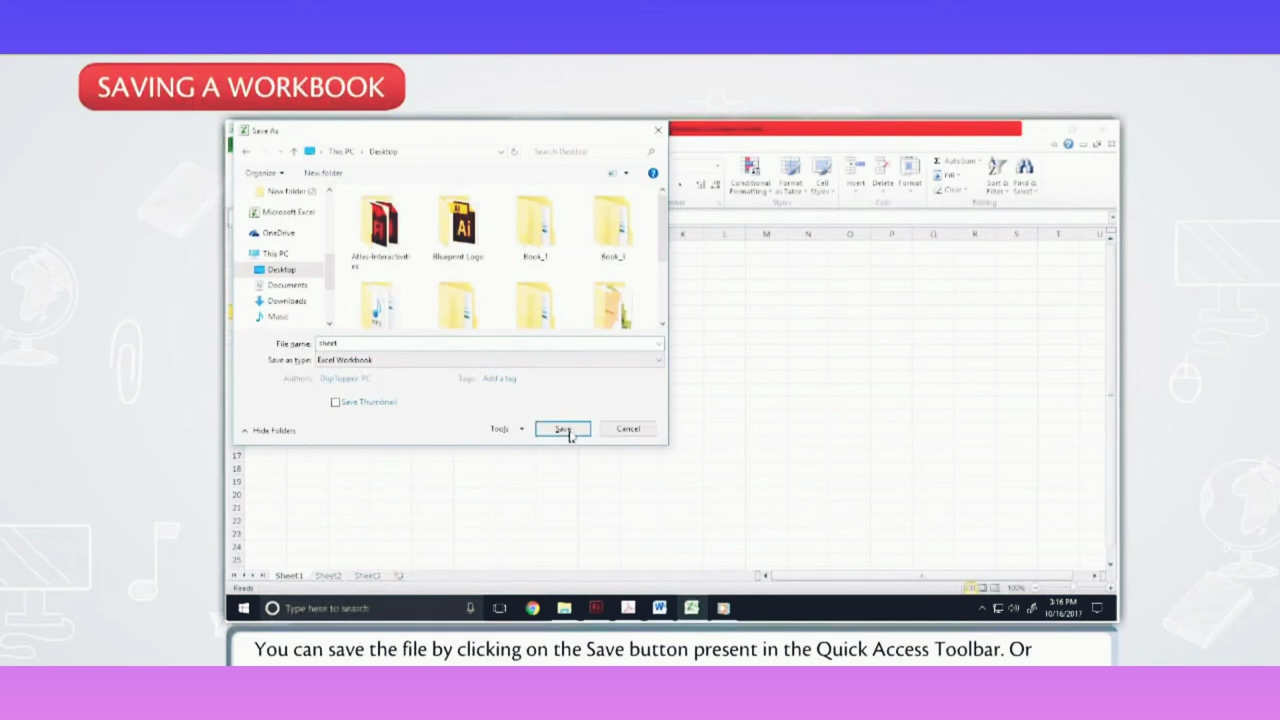 SAVING A WORKBOOK
Save As
This PC › Desktop
Search Desktop
Organize
New folder
New folder (2)
Microsoft Excel
OneDrive
This PC
Desktop
Documents
Downloads
Music
Atlas-Interactiviti
es
Blueprint Logo
Book_1
Book_3
File name: sheet
Save as type: Excel Workbook
Authors: DigiTopper-PC
Tags: Add a tag
Save Thumbnail
Hide Folders
Tools
Save
Cancel
Conditional
Formatting
Format
as Table
Cell
Styles
Styles
Insert
Delete
Format
Cells
AutoSum
Fill
Clear
Sort &
Filter
Find &
Select
Editing
K L M N O P Q R S T U
17
18
19
20
21
22
23
24
25
Sheet1 Sheet2 Sheet3
Ready
100%
Type here to search
3:16 PM
10/16/2017
You can save the file by clicking on the Save button present in the Quick Access Toolbar. Or